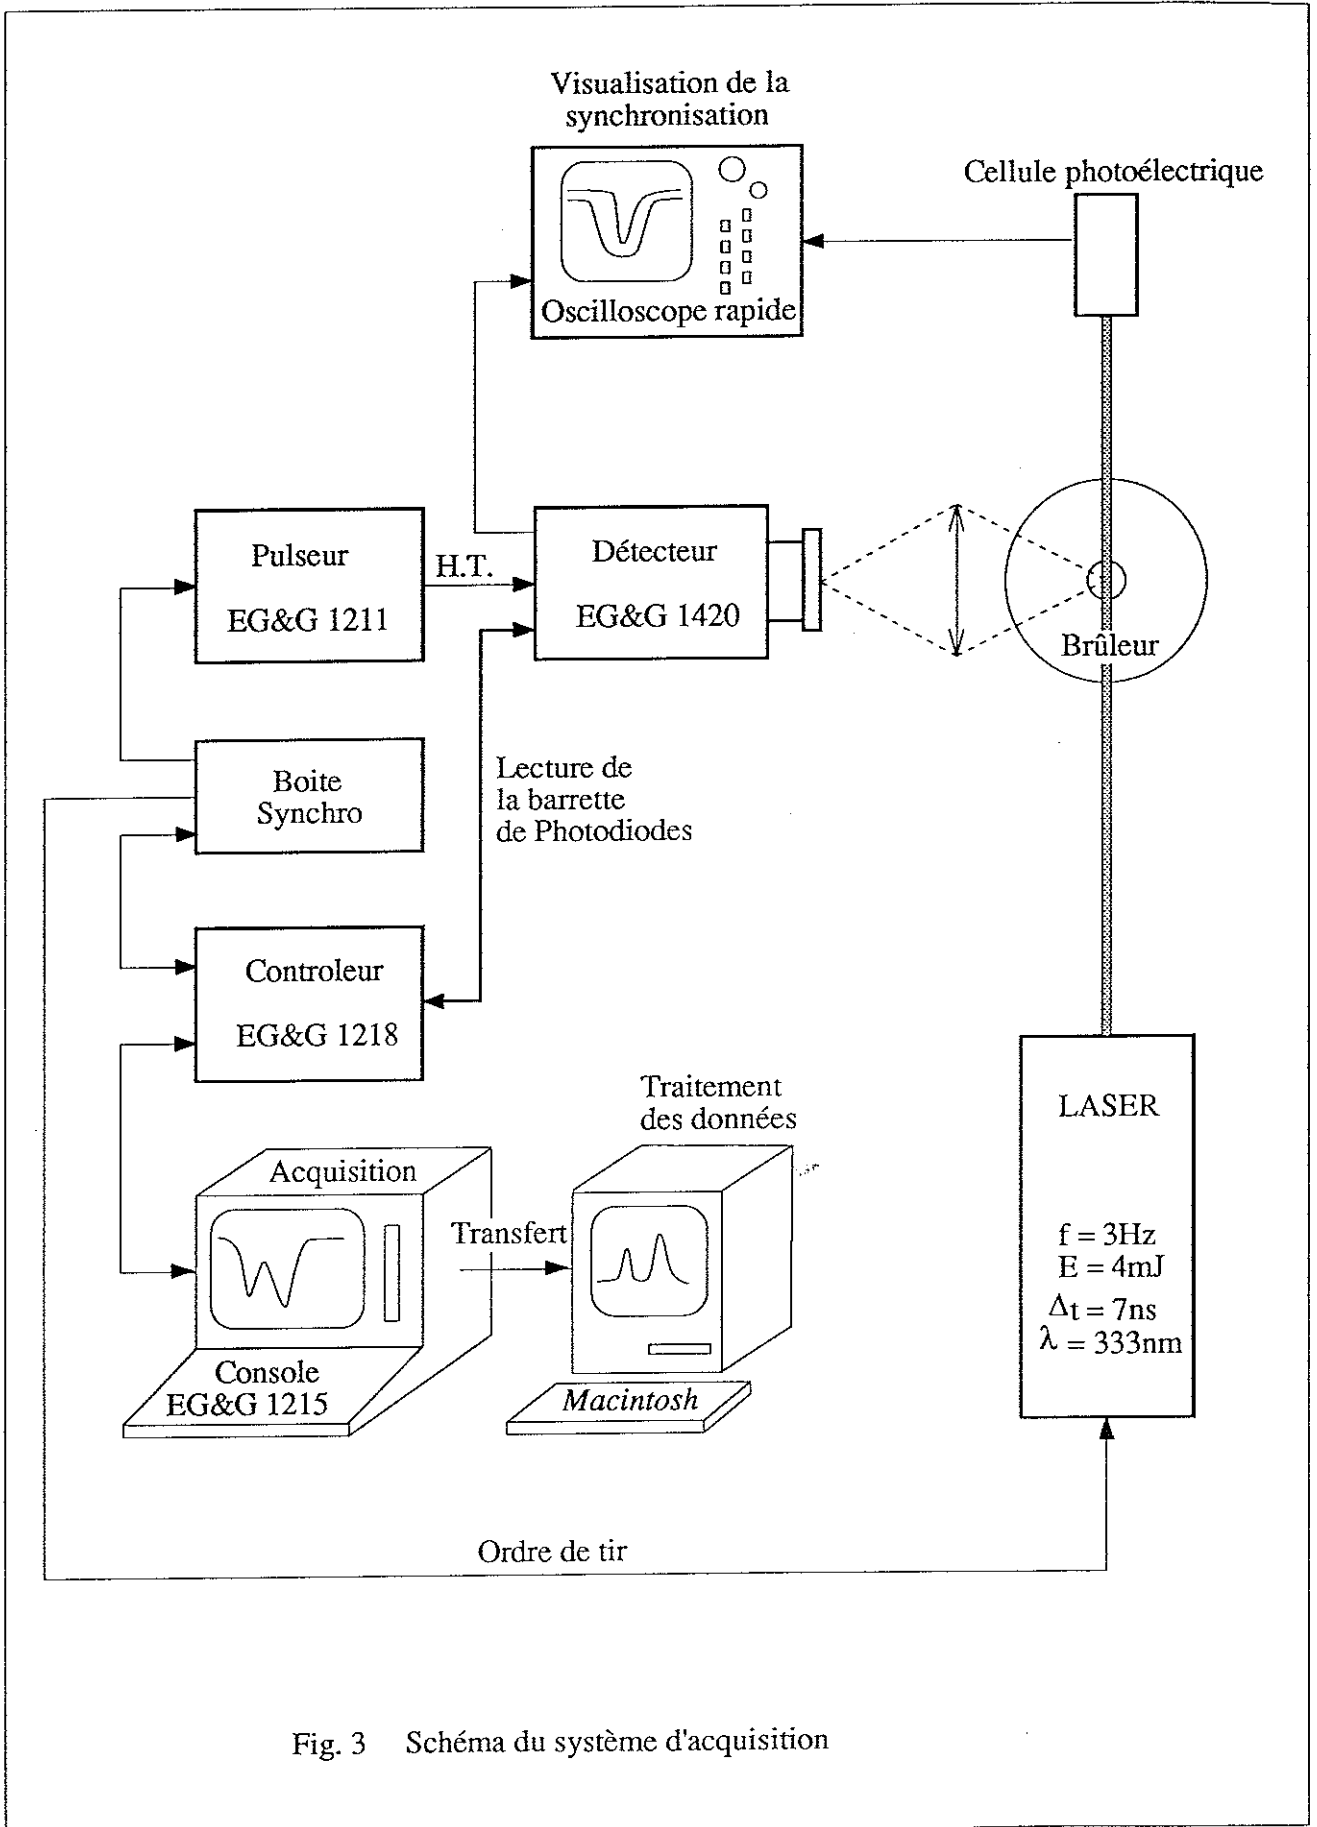 Visualisation de la
synchronisation
Cellule photoélectrique
Oscilloscope rapide
Pulseur
EG&G 1211
H.T.
Détecteur
EG&G 1420
Brûleur
Boite
Synchro
Lecture de
la barrette
de Photodiodes
Controleur
EG&G 1218
Traitement
des données
LASER
f = 3Hz
E = 4mJ
Δt = 7ns
λ = 333nm
Acquisition
Transfert
Console
EG&G 1215
Macintosh
Ordre de tir
Fig. 3 Schéma du système d'acquisition